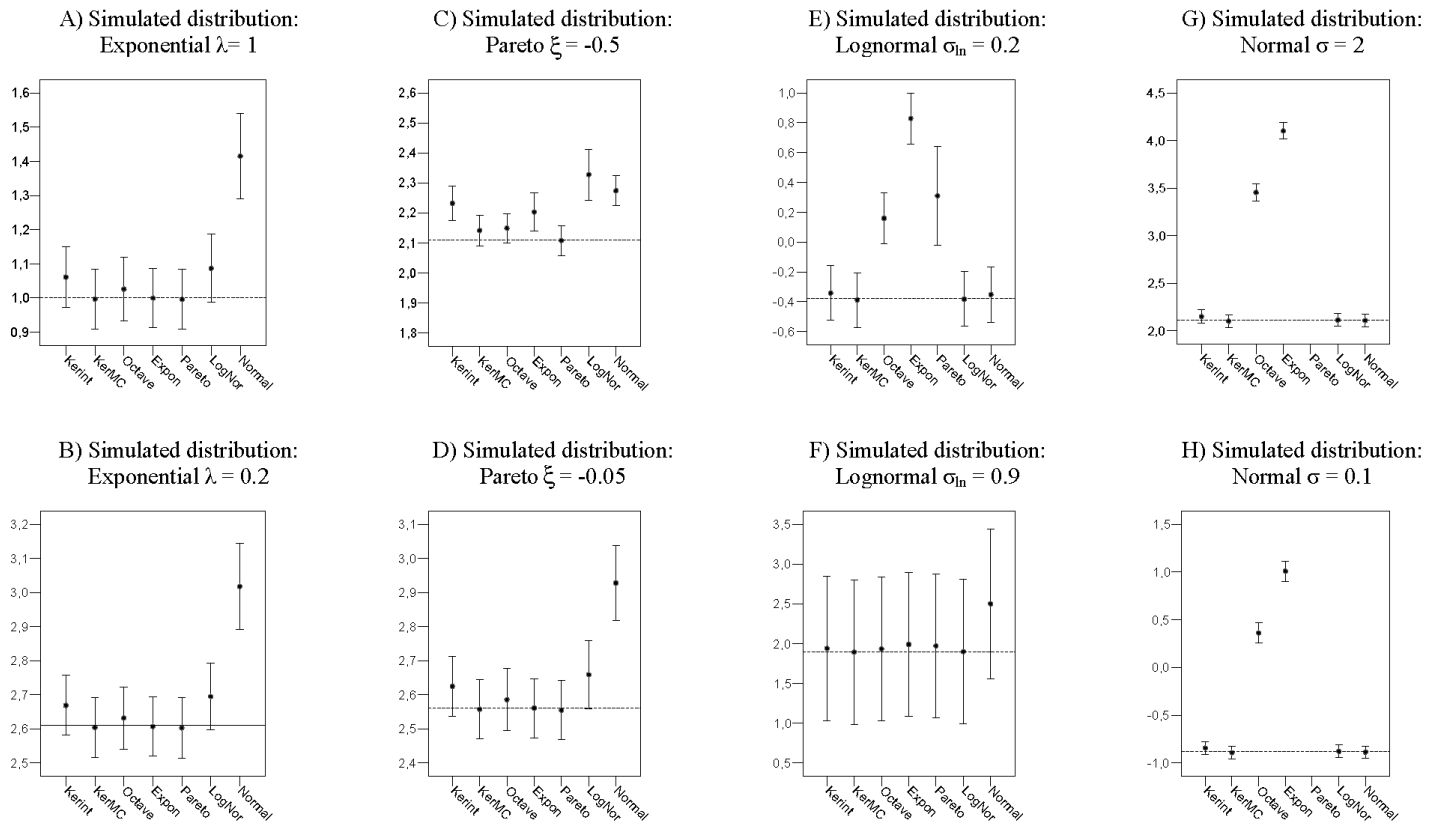 A) Simulated distribution:
Exponential λ= 1
1,6
1,5
1,4
1,3
1,2
1,1
1,0
0,9
Kerint
KerMC
Octave
Expon
Pareto
LogNor
Normal
C) Simulated distribution:
Pareto ξ = -0.5
2,6
2,5
2,4
2,3
2,2
2,1
2,0
1,9
1,8
Kerint
KerMC
Octave
Expon
Pareto
LogNor
Normal
E) Simulated distribution:
Lognormal σln = 0.2
1,0
0,8
0,6
0,4
0,2
0,0
-0,2
-0,4
-0,6
Kerint
KerMC
Octave
Expon
Pareto
LogNor
Normal
G) Simulated distribution:
Normal σ = 2
4,5
4,0
3,5
3,0
2,5
2,0
Kerint
KerMC
Octave
Expon
Pareto
LogNor
Normal
B) Simulated distribution:
Exponential λ = 0.2
3,2
3,1
3,0
2,9
2,8
2,7
2,6
2,5
Kerint
KerMC
Octave
Expon
Pareto
LogNor
Normal
D) Simulated distribution:
Pareto ξ = -0.05
3,1
3,0
2,9
2,8
2,7
2,6
2,5
2,4
Kerint
KerMC
Octave
Expon
Pareto
LogNor
Normal
F) Simulated distribution:
Lognormal σln = 0.9
3,5
3,0
2,5
2,0
1,5
1,0
0,5
Kerint
KerMC
Octave
Expon
Pareto
LogNor
Normal
H) Simulated distribution:
Normal σ = 0.1
1,5
1,0
0,5
0,0
-0,5
-1,0
Kerint
KerMC
Octave
Expon
Pareto
LogNor
Normal